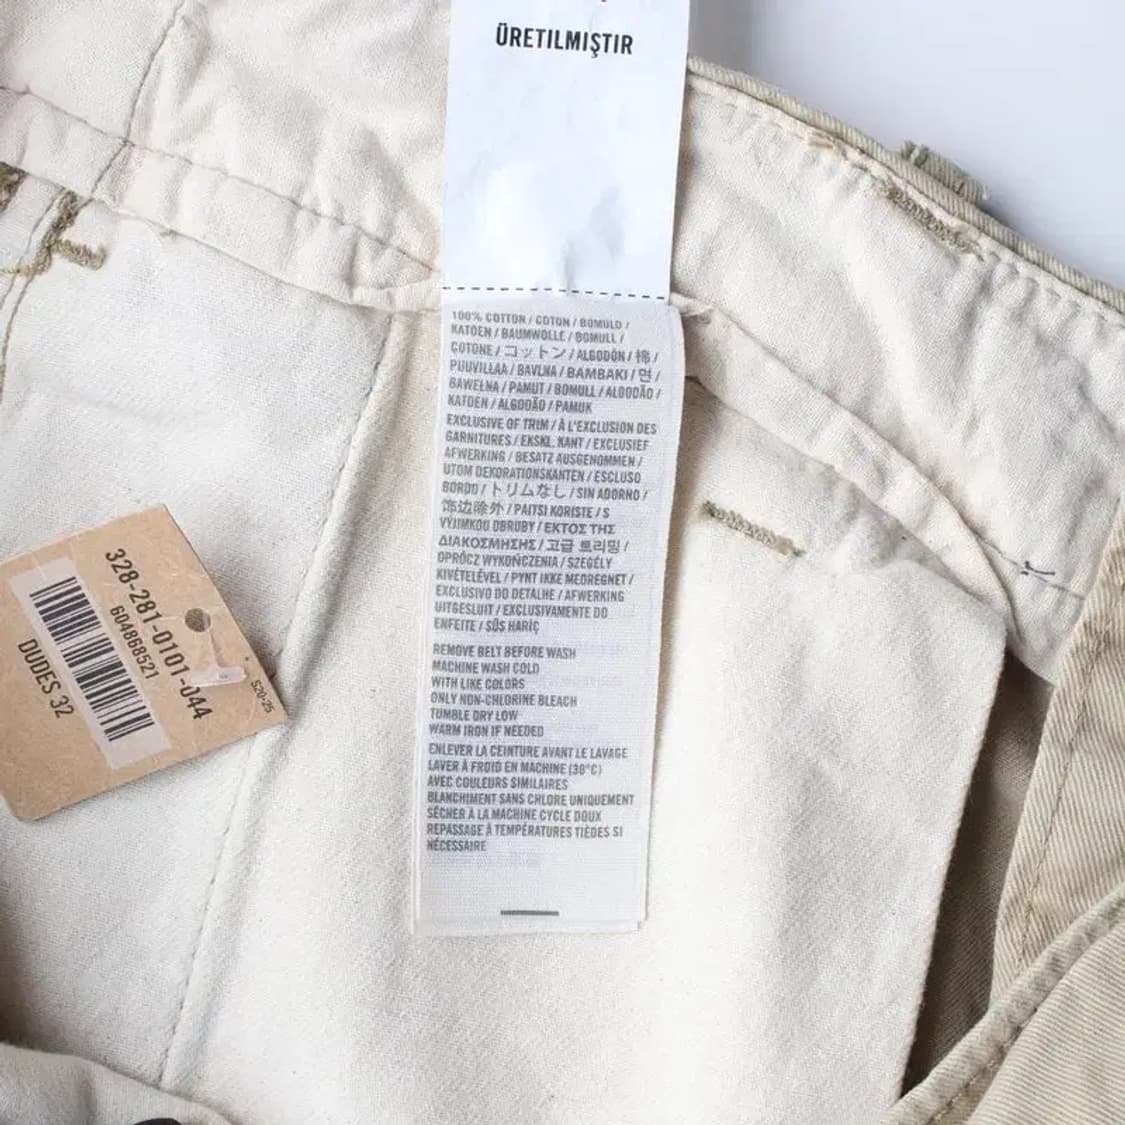 ÜRETILMIŞTIR
100% COTTON / COTON / BOMULD /
KATOEN / BAUMWOLLE / BOMULL /
COTONE / コットン / ALGODÓN / 棉 /
PUUVILLAA / BAVLNA / BAMBAKI / 면 /
BAWEŁNA / PAMUT / BOMULL / ALGODÃO /
KATOEN / ALGODÃO / PAMUK
EXCLUSIVE OF TRIM / À L'EXCLUSION DES
GARNITURES / EKSKL. KANT / EXCLUSIEF
AFWERKING / BESATZ AUSGENOMMEN /
UTOM DEKORATIONSKANTEN / ESCLUSO
BORDO / トリムなし / SIN ADORNO /
饰边除外 / PAITSI KORISTE / S
VÝJIMKOU OBRUBY / ΕΚΤΟΣ ΤΗΣ
ΔΙΑΚΟΣΜΗΣΗΣ / 고급 트리밍 /
OPRÓCZ WYKOŃCZENIA / SZEGÉLY
KIVÉTELÉVEL / PYNT IKKE MEDREGNET /
EXCLUSIVO DO DETALHE / AFWERKING
UITGESLUIT / EXCLUSIVAMENTE DO
ENFEITE / SÜS HARİÇ
REMOVE BELT BEFORE WASH
MACHINE WASH COLD
WITH LIKE COLORS
ONLY NON-CHLORINE BLEACH
TUMBLE DRY LOW
WARM IRON IF NEEDED
ENLEVER LA CEINTURE AVANT LE LAVAGE
LAVER À FROID EN MACHINE (30°C)
AVEC COULEURS SIMILAIRES
BLANCHIMENT SANS CHLORE UNIQUEMENT
SÉCHER À LA MACHINE CYCLE DOUX
REPASSAGE À TEMPÉRATURES TIÈDES SI
NÉCESSAIRE
328-281-0101-044
604868521
DUDES 32
S20-25